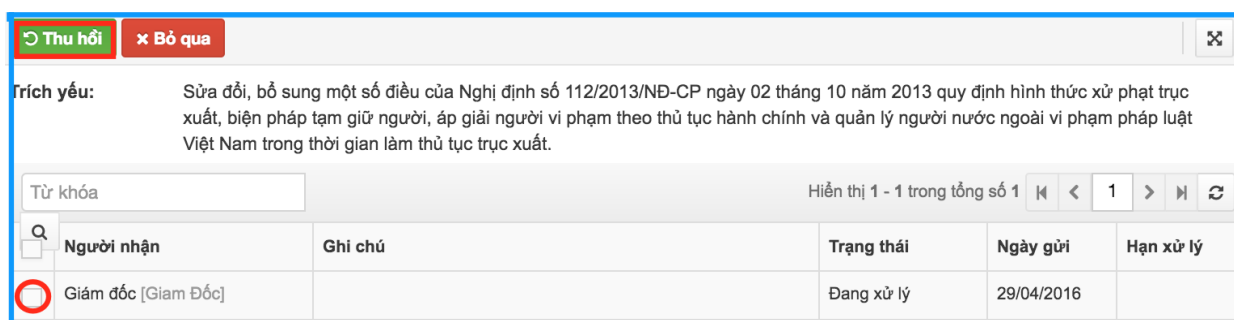 Thu hồi Bỏ qua
Trích yếu: Sửa đổi, bổ sung một số điều của Nghị định số 112/2013/NĐ-CP ngày 02 tháng 10 năm 2013 quy định hình thức xử phạt trục
xuất, biện pháp tạm giữ người, áp giải người vi phạm theo thủ tục hành chính và quản lý người nước ngoài vi phạm pháp luật
Việt Nam trong thời gian làm thủ tục trục xuất.
Từ khóa Hiển thị 1 - 1 trong tổng số 1 1
Người nhận Ghi chú Trạng thái Ngày gửi Hạn xử lý
Giám đốc [Giam Đốc] Đang xử lý 29/04/2016